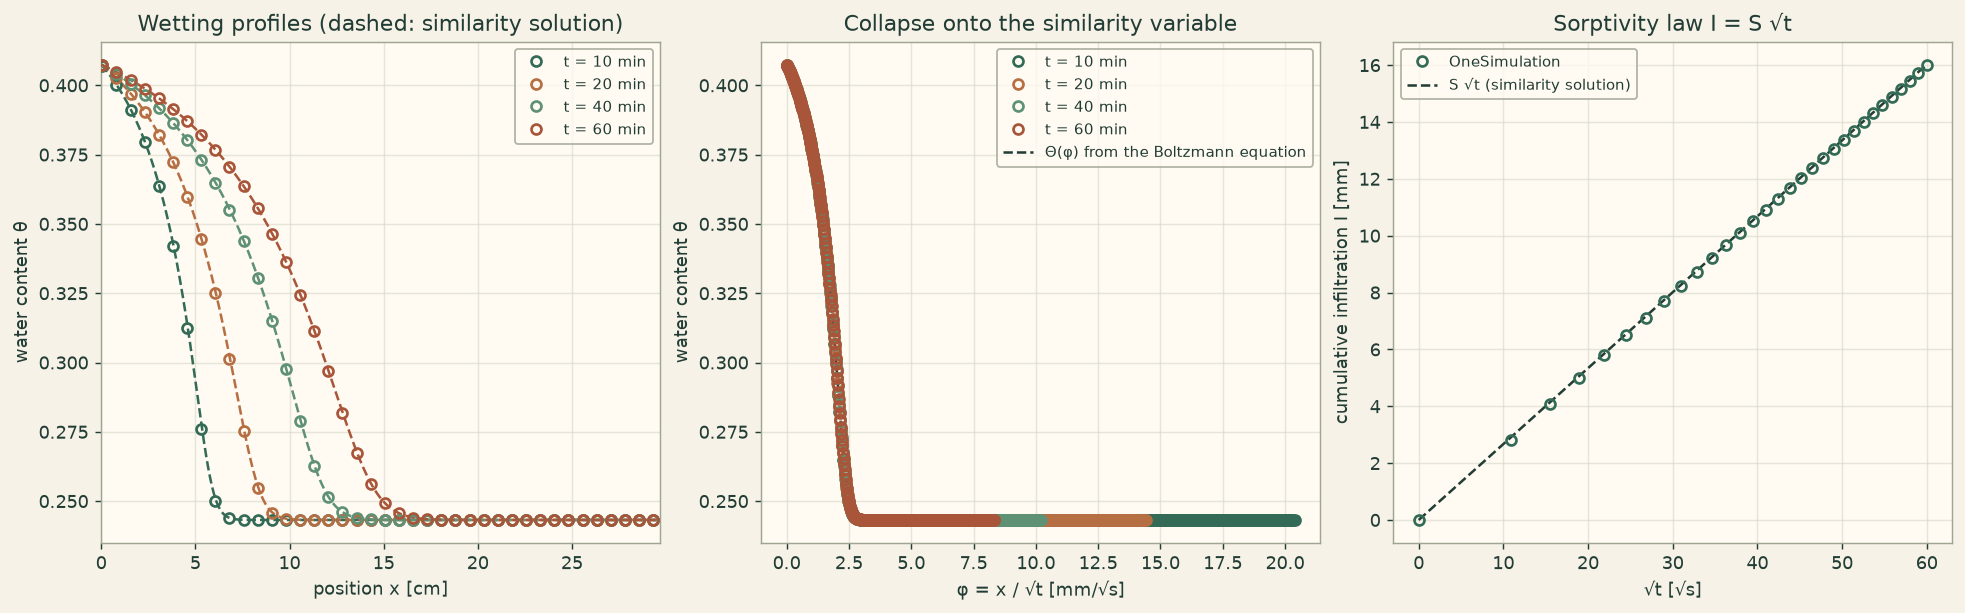 Wetting profiles (dashed: similarity solution)
t = 10 min
t = 20 min
t = 40 min
t = 60 min
water content θ
0.400
0.375
0.350
0.325
0.300
0.275
0.250
0
5
10
15
20
25
position x [cm]
Collapse onto the similarity variable
t = 10 min
t = 20 min
t = 40 min
t = 60 min
Θ(φ) from the Boltzmann equation
water content θ
0.400
0.375
0.350
0.325
0.300
0.275
0.250
0.0
2.5
5.0
7.5
10.0
12.5
15.0
17.5
20.0
φ = x / √t [mm/√s]
Sorptivity law I = S √t
OneSimulation
S √t (similarity solution)
cumulative infiltration I [mm]
16
14
12
10
8
6
4
2
0
0
10
20
30
40
50
60
√t [√s]